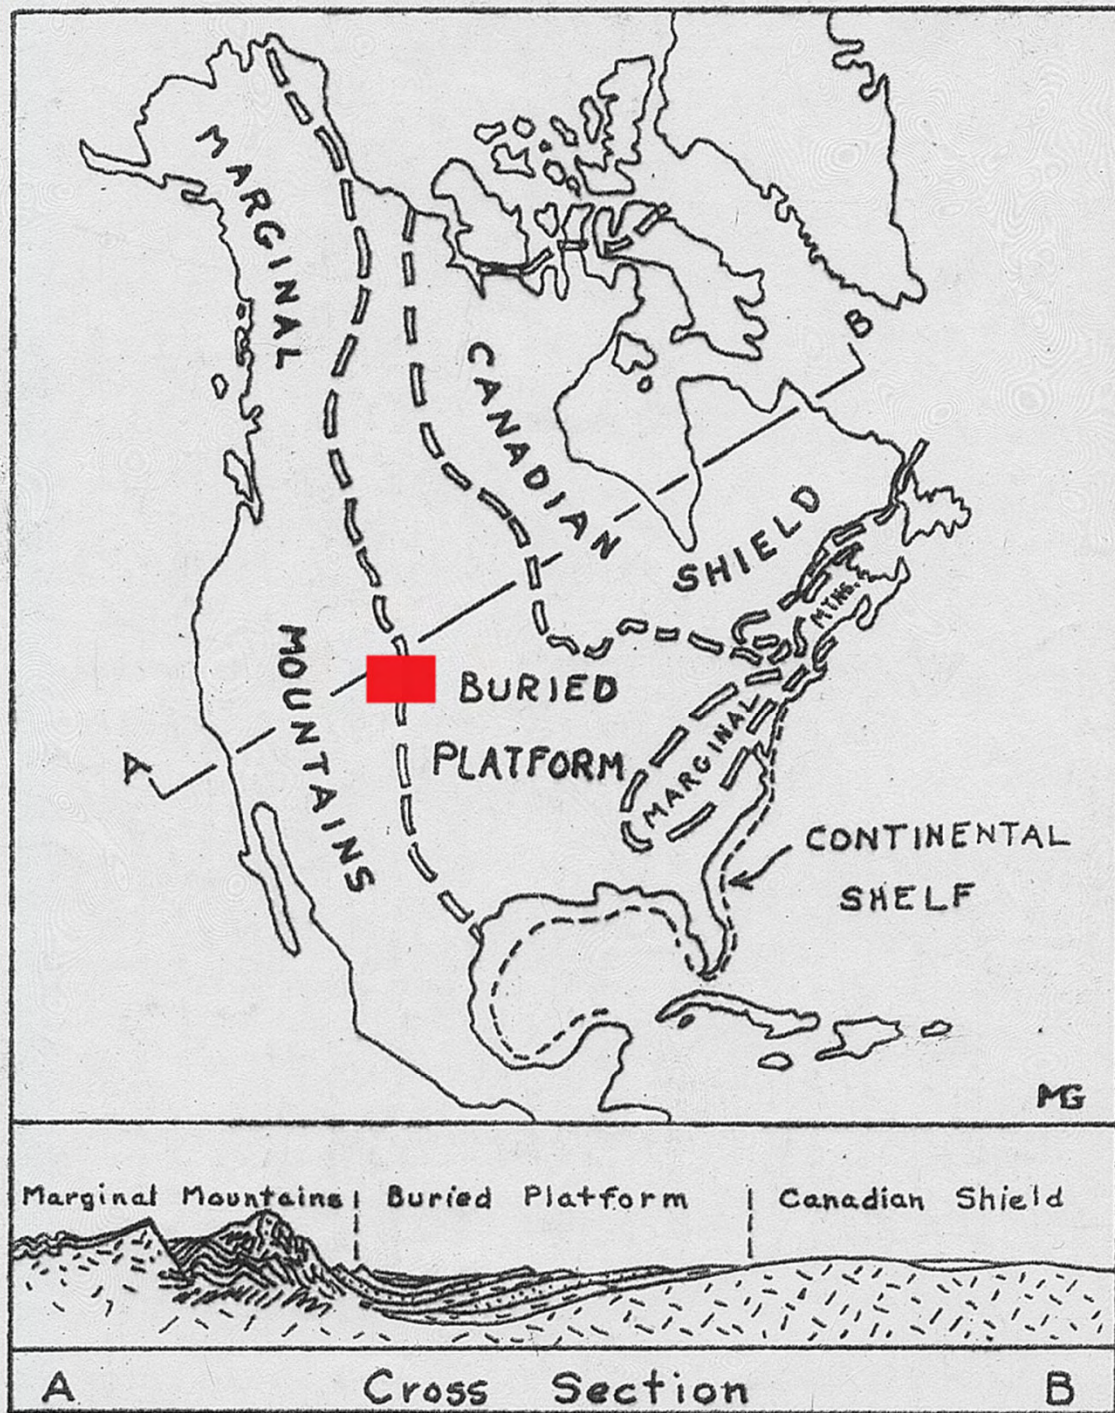 MARGINAL
MOUNTAINS
CANADIAN
SHIELD
B
A
BURIED
PLATFORM
MARGINAL
MTNS.
CONTINENTAL
SHELF
MG
Marginal Mountains Buried Platform Canadian Shield
A Cross Section B